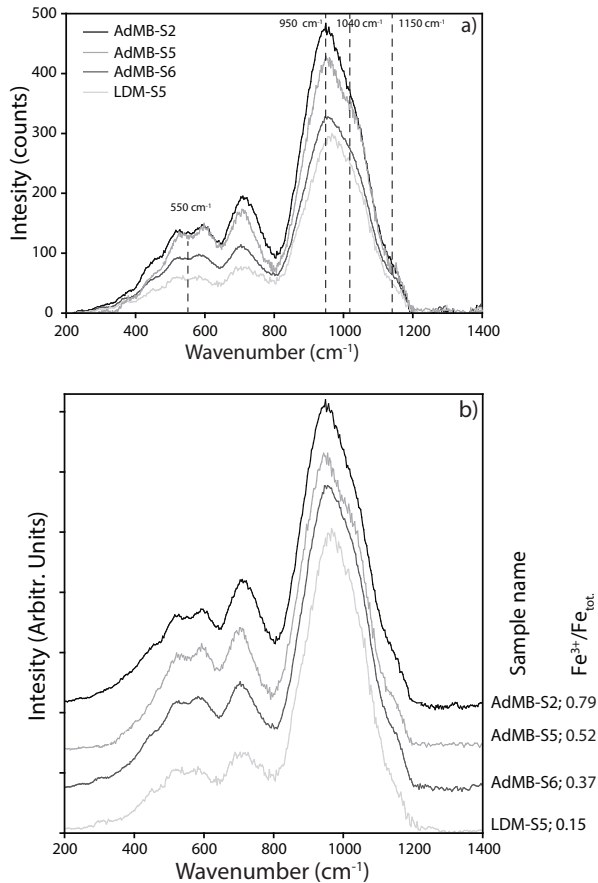 500
400
300
200
100
0
Intesity (counts)
AdMB-S2
AdMB-S5
AdMB-S6
LDM-S5
950 cm⁻¹
1040 cm⁻¹
1150 cm⁻¹
a)
550 cm⁻¹
200 400 600 800 1000 1200 1400
Wavenumber (cm⁻¹)
b)
Intesity (Arbitr. Units)
Sample name
Fe³⁺/Fe tot.
AdMB-S2; 0.79
AdMB-S5; 0.52
AdMB-S6; 0.37
LDM-S5; 0.15
200 400 600 800 1000 1200 1400
Wavenumber (cm⁻¹)